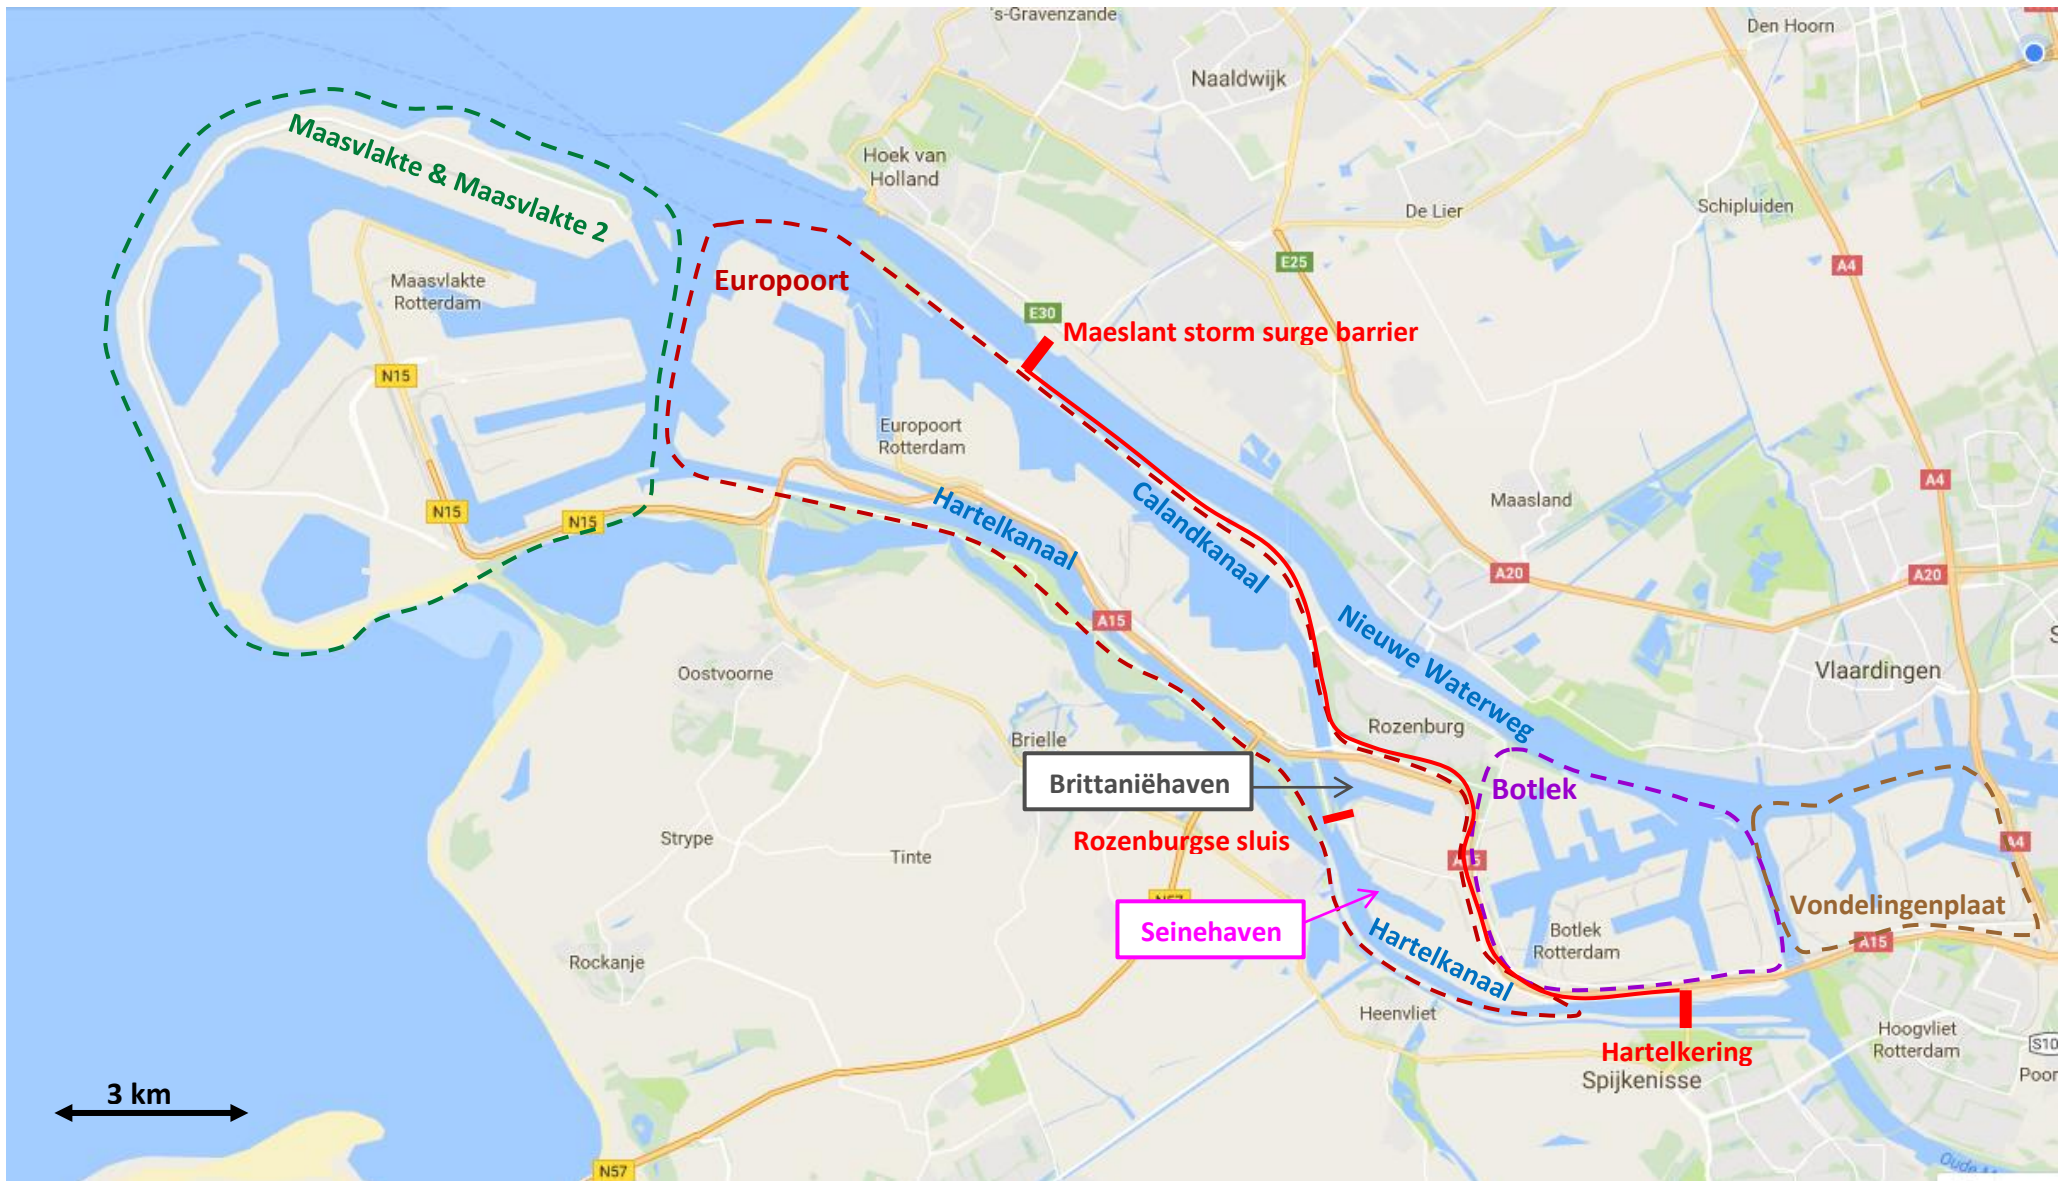 's-Gravenzande
Den Hoorn
Naaldwijk
Maasvlakte & Maasvlakte 2
Hoek van
Holland
De Lier
Schipluiden
E25
A4
Europoort
Maasvlakte
Rotterdam
E30
Maeslant storm surge barrier
N15
Europoort
Rotterdam
A4
Maasland
N15
N15
Hartelkanaal
Calandkanaal
A20
A20
A15
Nieuwe Waterweg
Vlaardingen
Oostvoorne
Rozenburg
Brielle
Brittaniëhaven
Botlek
Strype
Rozenburgse sluis
A4
Tinte
N57
Vondelingenplaat
Seinehaven
Botlek
Rotterdam
A15
Hartelkanaal
Rockanje
Heenvliet
Hoogvliet
Rotterdam
S10
Hartelkering
Spijkenisse
Poor
3 km
N57